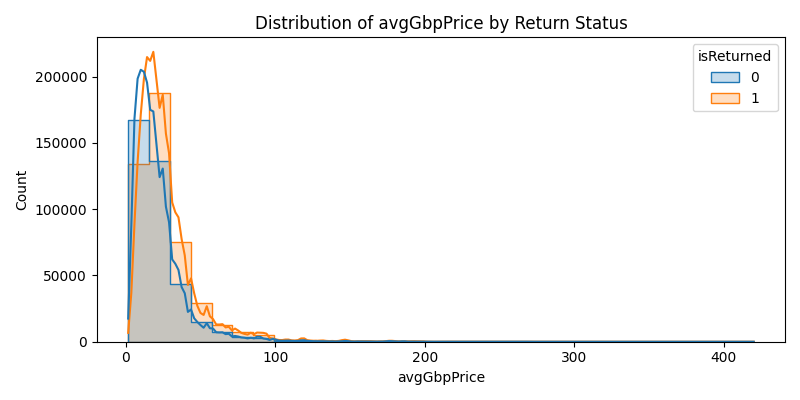 Distribution of avgGbpPrice by Return Status
isReturned
0
1
Count
200000
150000
100000
50000
0
0 100 200 300 400
avgGbpPrice